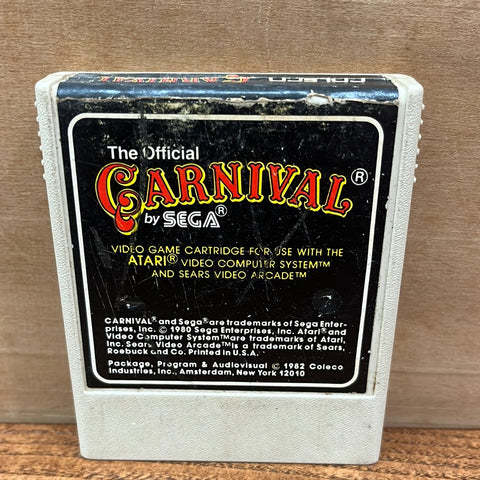 CARNIVAL COLECO
The Official
CARNIVAL®
by SEGA®
VIDEO GAME CARTRIDGE FOR USE WITH THE
ATARI® VIDEO COMPUTER SYSTEM™
AND SEARS VIDEO ARCADE™
CARNIVAL® and Sega® are trademarks of Sega Enter-
prises, Inc. © 1980 Sega Enterprises, Inc. Atari® and
Video Computer System™ are trademarks of Atari,
Inc. Sears Video Arcade™ is a trademark of Sears,
Roebuck and Co. Printed in U.S.A.
Package, Program & Audiovisual © 1982 Coleco
Industries, Inc., Amsterdam, New York 12010